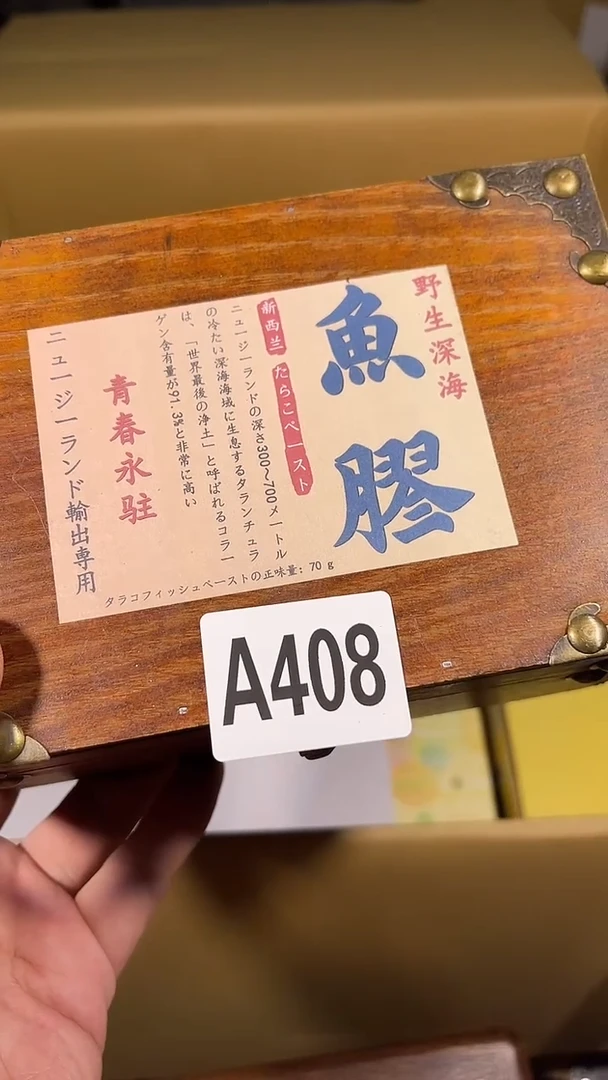 野生深海
魚膠
新西兰 たらこペースト
ニュージーランドの深さ300〜700メートル
の冷たい深海海域に生息するタランチュラ
は、「世界最後の浄土」と呼ばれるコラー
ゲン含有量が91.3%と非常に高い
青春永驻
ニュージーランド輸出専用
タラコフィッシュペーストの正味量: 70 g
A408